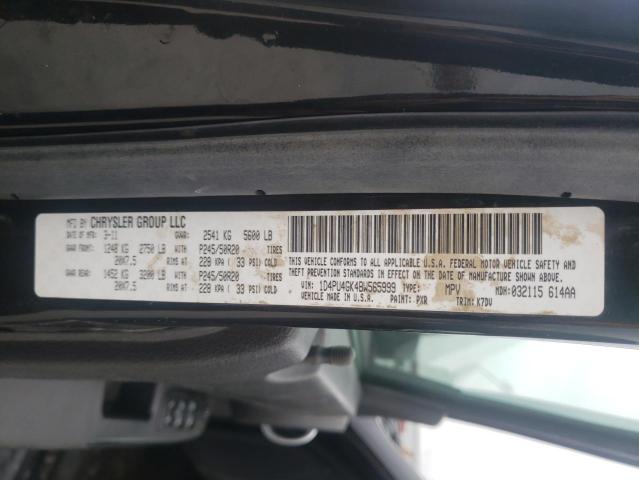 MFD BY CHRYSLER GROUP LLC
DATE OF MFR: 3-11 GVWR: 2541 KG 5600 LB
GAWR FRONT: 1248 KG 2750 LB WITH P245/50R20 TIRES
20X7.5 RIMS AT 228 KPA ( 33 PSI) COLD
GAWR REAR: 1452 KG 3200 LB WITH P245/50R20 TIRES
20X7.5 RIMS AT 228 KPA ( 33 PSI) COLD
THIS VEHICLE CONFORMS TO ALL APPLICABLE U.S.A. FEDERAL MOTOR VEHICLE SAFETY AND
THEFT PREVENTION STANDARDS IN EFFECT ON THE DATE OF MANUFACTURE SHOWN ABOVE.
VIN: 1D4PU4GK4BW565999 TYPE: MPV MDH: 032115 614AA
VEHICLE MADE IN U.S.A. PAINT: PXR TRIM: K7DV